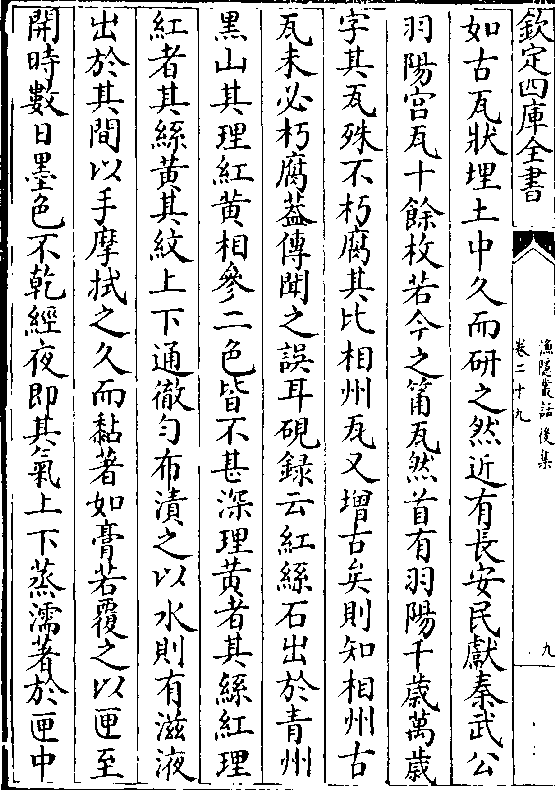 欽定四庫全書
漁隱叢話後集
卷二十九
九
如古瓦狀埋土中久而研之然近有長安民獻秦武公
羽陽宫瓦十餘枚若今之筩瓦然首有羽陽千歳萬歳
字其瓦殊不朽腐其比相州瓦又增古矣則知相州古
瓦未必朽腐蓋傳聞之誤耳硯録云紅絲石出於青州
黑山其理紅黄相參二色皆不甚深理黄者其絲紅理
紅者其絲黄其紋上下通徹勻布漬之以水則有滋液
出於其間以手摩拭之久而黏著如膏若覆之以匣至
開時數日墨色不乾經夜即其氣上下蒸濡著於匣中